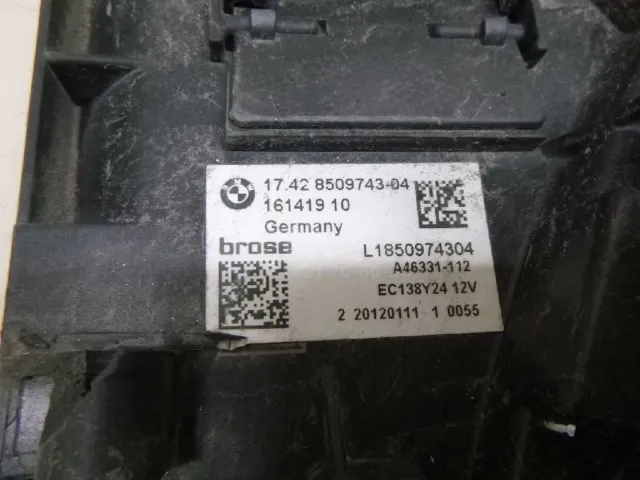 17.42 8509743-04
161419 10
Germany
brose L1850974304
A46331-112
EC138Y24 12V
2 20120111 1 0055